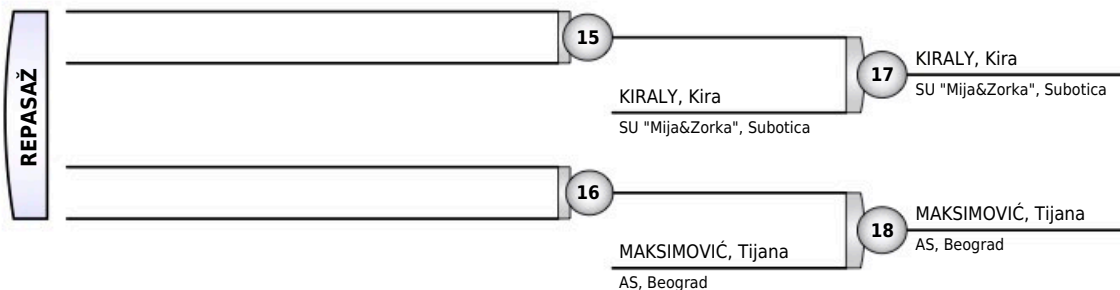 REPASAŽ
15
KIRALY, Kira
SU "Mija&Zorka", Subotica
17
KIRALY, Kira
SU "Mija&Zorka", Subotica
16
MAKSIMOVIĆ, Tijana
AS, Beograd
18
MAKSIMOVIĆ, Tijana
AS, Beograd